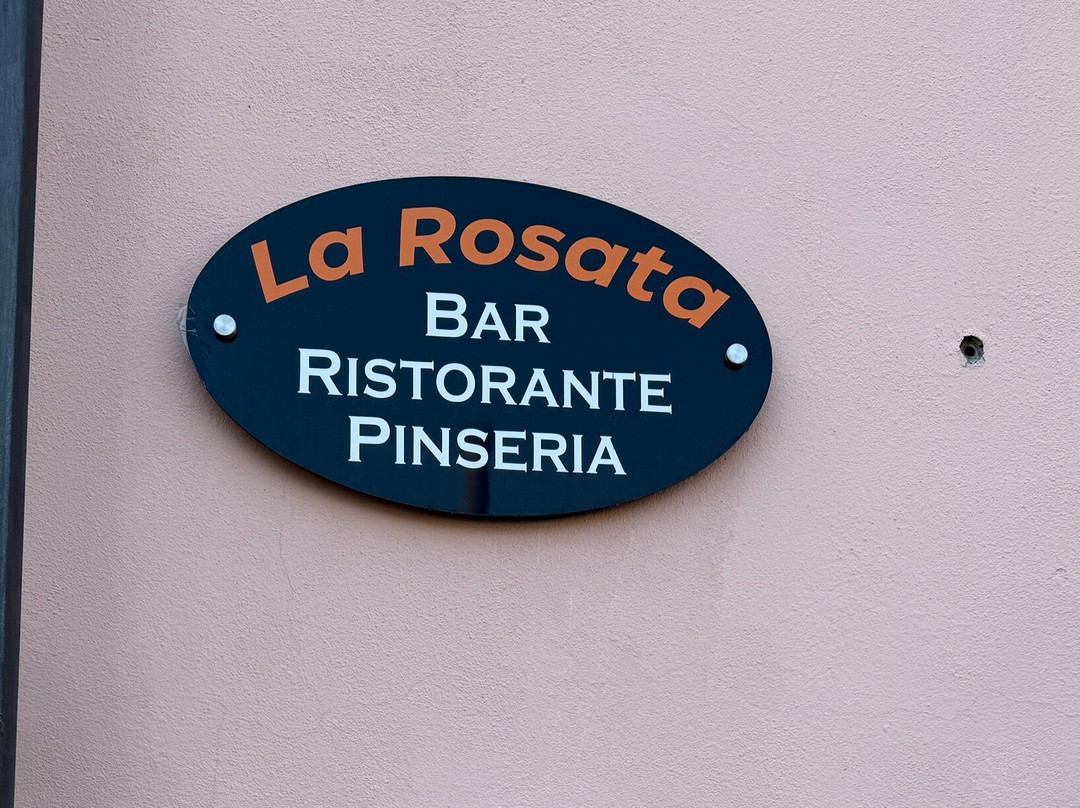 La Rosata
BAR
RISTORANTE
PINSERIA